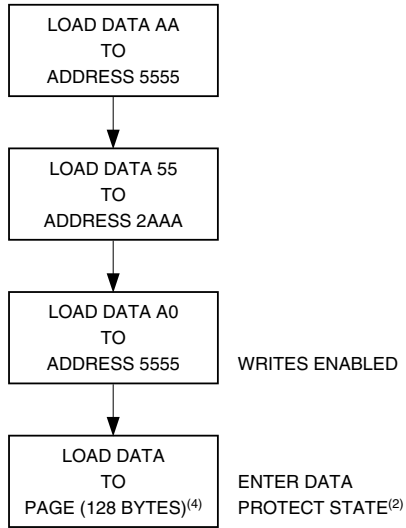 LOAD DATA AA
TO
ADDRESS 5555
LOAD DATA 55
TO
ADDRESS 2AAA
LOAD DATA A0
TO
ADDRESS 5555
WRITES ENABLED
LOAD DATA
TO
PAGE (128 BYTES)(4)
ENTER DATA
PROTECT STATE(2)